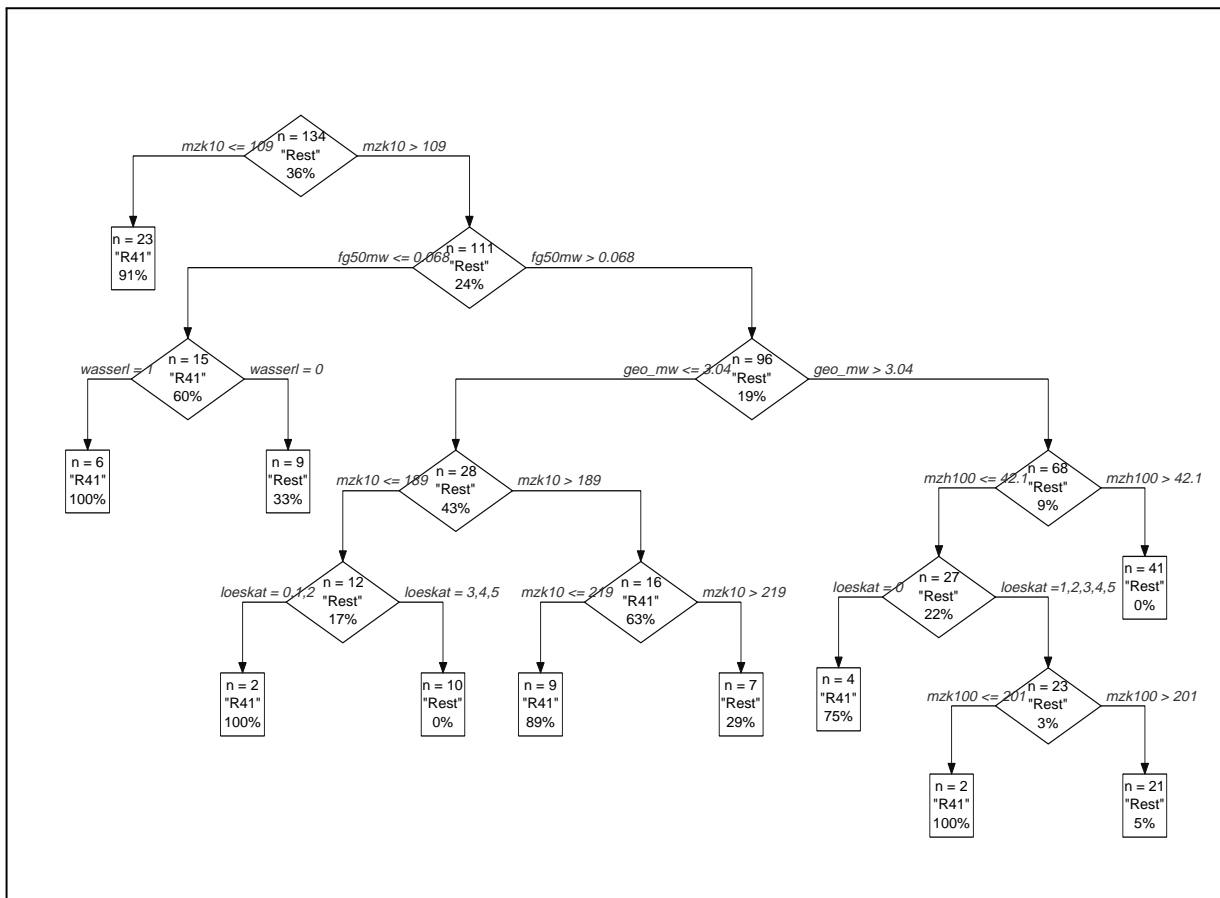 n = 134
"Rest"
36%
mzk10 <= 109
mzk10 > 109
n = 23
"R41"
91%
n = 111
"Rest"
24%
fg50mw <= 0.068
fg50mw > 0.068
n = 15
"R41"
60%
wasserl = 1
wasserl = 0
n = 96
"Rest"
19%
geo_mw <= 3.04
geo_mw > 3.04
n = 6
"R41"
100%
n = 9
"Rest"
33%
n = 28
"Rest"
43%
mzk10 <= 189
mzk10 > 189
n = 68
"Rest"
9%
mzh100 <= 42.1
mzh100 > 42.1
n = 12
"Rest"
17%
loeskat = 0,1,2
loeskat = 3,4,5
n = 16
"R41"
63%
mzk10 <= 219
mzk10 > 219
n = 27
"Rest"
22%
loeskat = 0
loeskat =1,2,3,4,5
n = 41
"Rest"
0%
n = 2
"R41"
100%
n = 10
"Rest"
0%
n = 9
"R41"
89%
n = 7
"Rest"
29%
n = 4
"R41"
75%
n = 23
"Rest"
3%
mzk100 <= 201
mzk100 > 201
n = 2
"R41"
100%
n = 21
"Rest"
5%